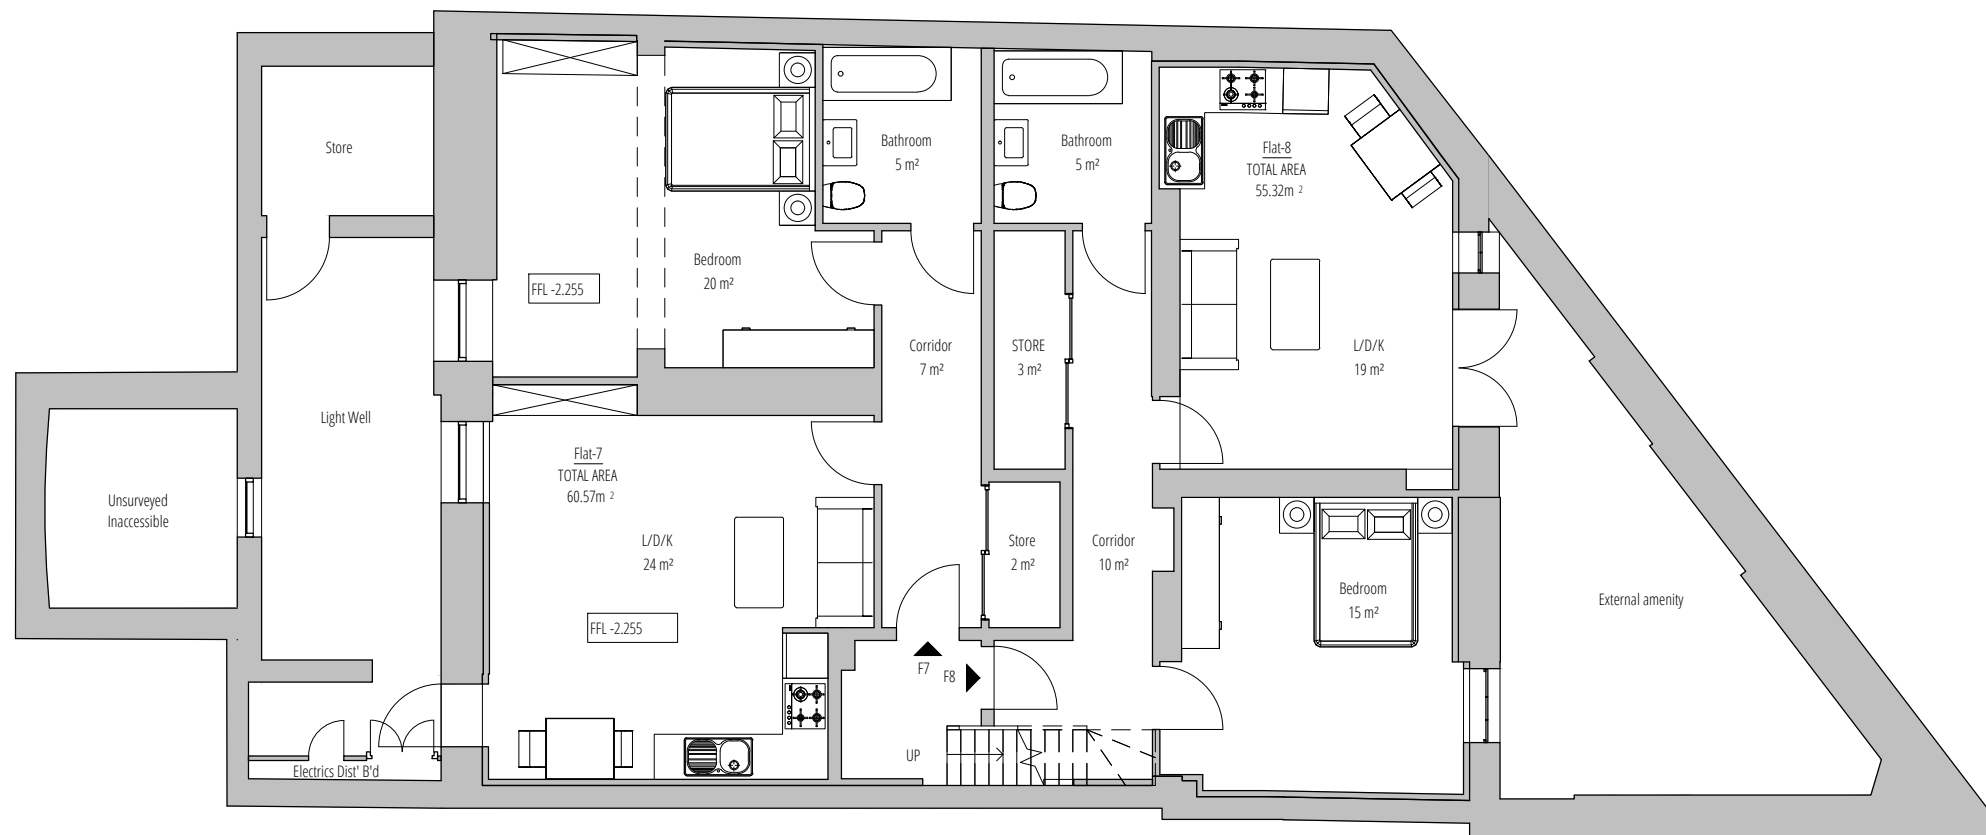 Store
Light Well
Unsurveyed
Inaccessible
Electrics Dist' B'd
FFL -2.255
Bedroom
20 m²
Bathroom
5 m²
Corridor
7 m²
Flat-7
TOTAL AREA
60.57m ²
L/D/K
24 m²
FFL -2.255
Store
2 m²
F7
F8
UP
Bathroom
5 m²
STORE
3 m²
Corridor
10 m²
Flat-8
TOTAL AREA
55.32m ²
L/D/K
19 m²
Bedroom
15 m²
External amenity